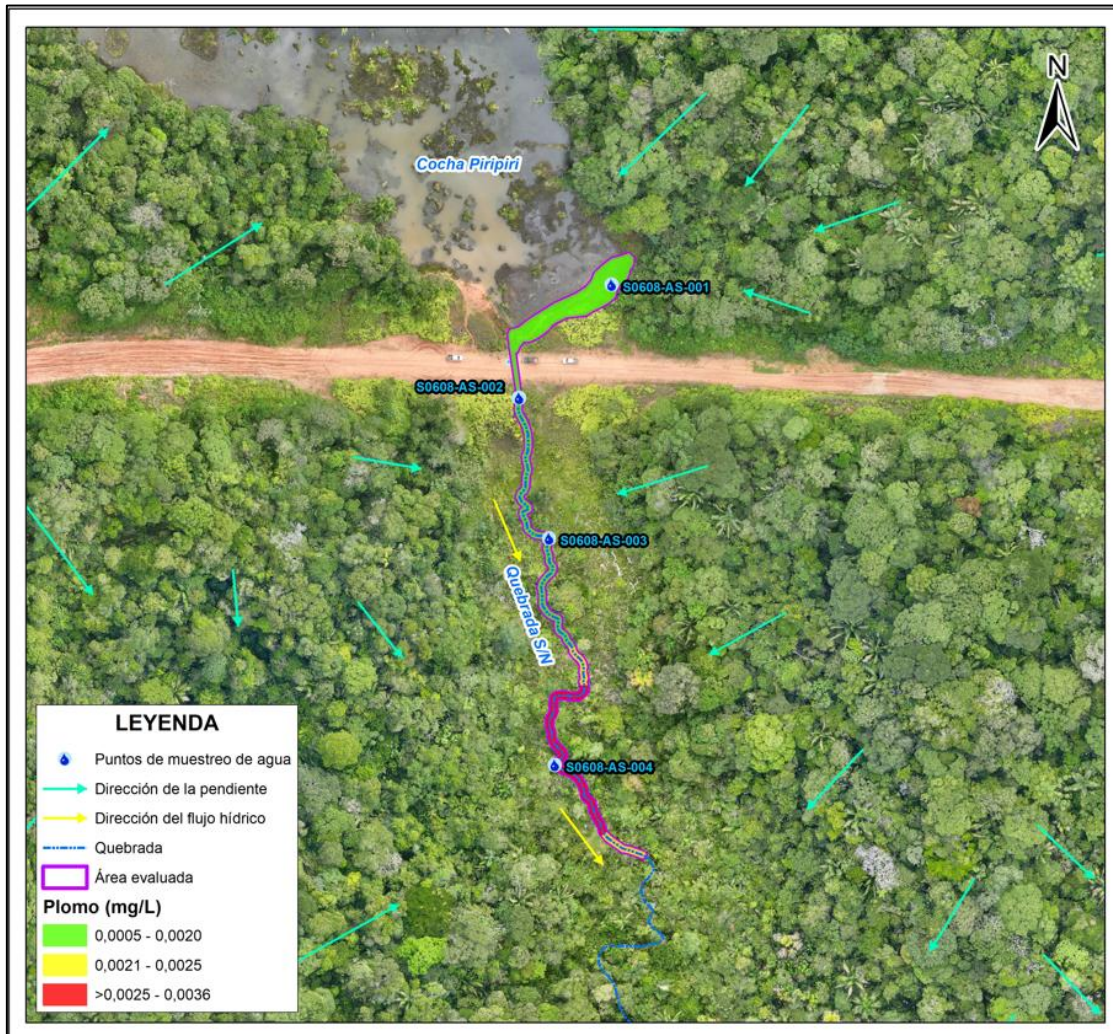 N
Cocha Piripiri
S0608-AS-001
S0608-AS-002
S0608-AS-003
Quebrada S/N
S0608-AS-004
LEYENDA
Puntos de muestreo de agua
Dirección de la pendiente
Dirección del flujo hídrico
Quebrada
Área evaluada
Plomo (mg/L)
0,0005 - 0,0020
0,0021 - 0,0025
>0,0025 - 0,0036